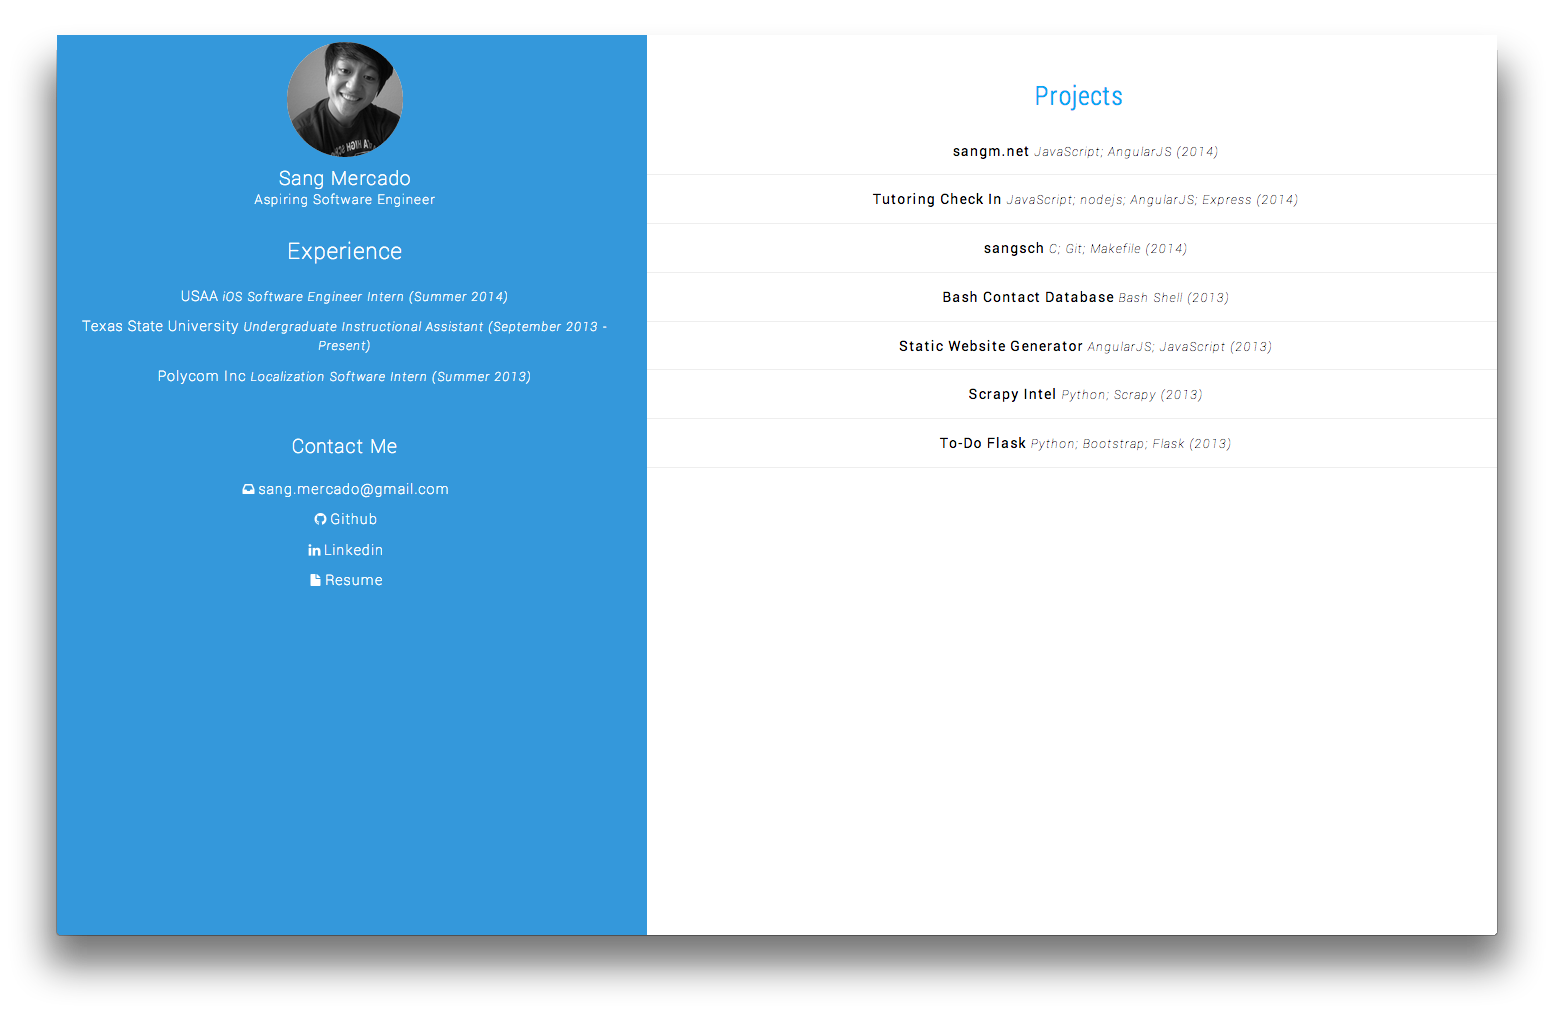 Sang Mercado
Aspiring Software Engineer
Experience
USAA iOS Software Engineer Intern (Summer 2014)
Texas State University Undergraduate Instructional Assistant (September 2013 -
Present)
Polycom Inc Localization Software Intern (Summer 2013)
Contact Me
sang.mercado@gmail.com
Github
Linkedin
Resume
Projects
sangm.net JavaScript; AngularJS (2014)
Tutoring Check In JavaScript; nodejs; AngularJS; Express (2014)
sangsch C; Git; Makefile (2014)
Bash Contact Database Bash Shell (2013)
Static Website Generator AngularJS; JavaScript (2013)
Scrapy Intel Python; Scrapy (2013)
To-Do Flask Python; Bootstrap; Flask (2013)